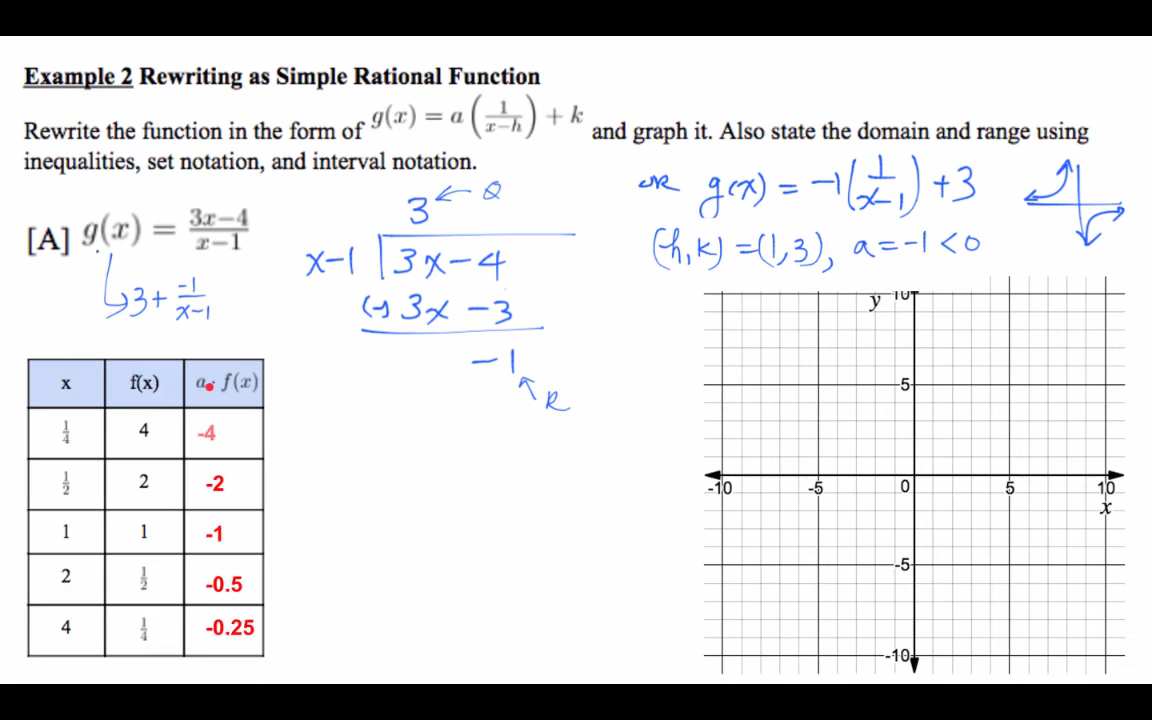 Example 2 Rewriting as Simple Rational Function
Rewrite the function in the form of g(x) = a (1/(x−h)) + k and graph it. Also state the domain and range using
inequalities, set notation, and interval notation.
[A] g(x) = (3x−4)/(x−1)
↳ 3 + −1/(x−1)
3 ← Q
x−1 3x − 4
(-) 3x − 3
−1
R
or g(x) = −1(1/(x−1)) + 3
(h,k) = (1,3), a = −1 < 0
x f(x) a · f(x)
1/4 4 -4
1/2 2 -2
1 1 -1
2 1/2 -0.5
4 1/4 -0.25
y 10
5
-10 -5 0 5 10
x
-5
-10